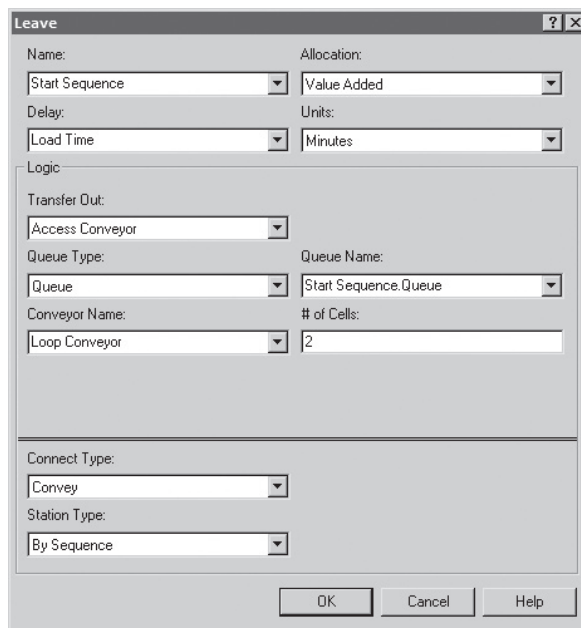 Leave
Name: Allocation:
Start Sequence Value Added
Delay: Units:
Load Time Minutes
Logic
Transfer Out:
Access Conveyor
Queue Type: Queue Name:
Queue Start Sequence.Queue
Conveyor Name: # of Cells:
Loop Conveyor 2
Connect Type:
Convey
Station Type:
By Sequence
OK Cancel Help